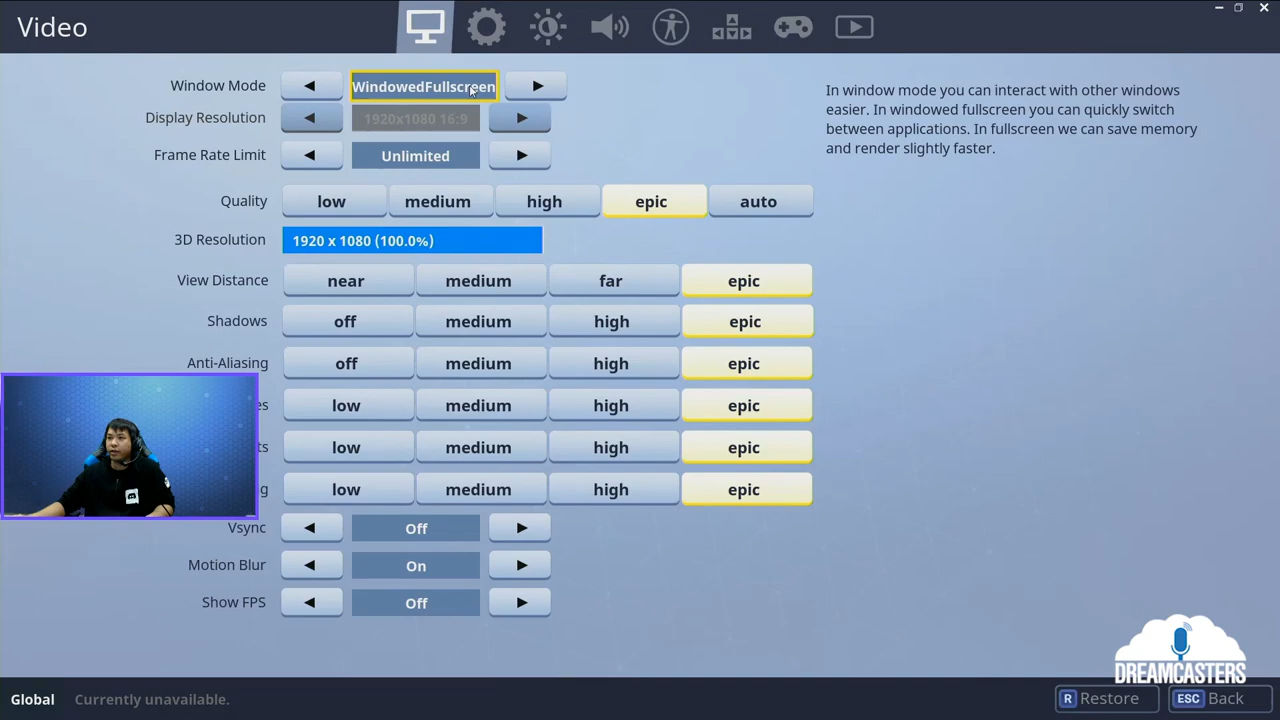 Video
Window Mode
WindowedFullscreen
In window mode you can interact with other windows
easier. In windowed fullscreen you can quickly switch
between applications. In fullscreen we can save memory
and render slightly faster.
Display Resolution
1920x1080 16:9
Frame Rate Limit
Unlimited
Quality
low
medium
high
epic
auto
3D Resolution
1920 x 1080 (100.0%)
View Distance
near
medium
far
epic
Shadows
off
medium
high
epic
Anti-Aliasing
off
medium
high
epic
low
medium
high
epic
low
medium
high
epic
low
medium
high
epic
Vsync
Off
Motion Blur
On
Show FPS
Off
DREAMCASTERS
Global
Currently unavailable.
R Restore
ESC Back